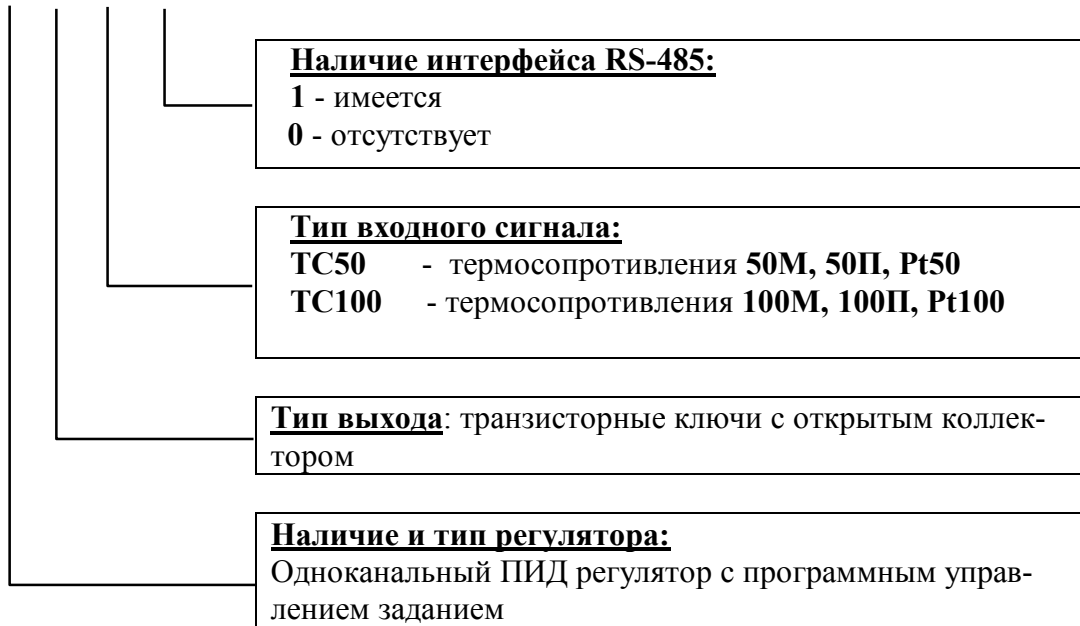 Наличие интерфейса RS-485:
1 - имеется
0 - отсутствует
Тип входного сигнала:
ТС50 - термосопротивления 50М, 50П, Pt50
ТС100 - термосопротивления 100М, 100П, Pt100
Тип выхода: транзисторные ключи с открытым коллек-
тором
Наличие и тип регулятора:
Одноканальный ПИД регулятор с программным управ-
лением заданием